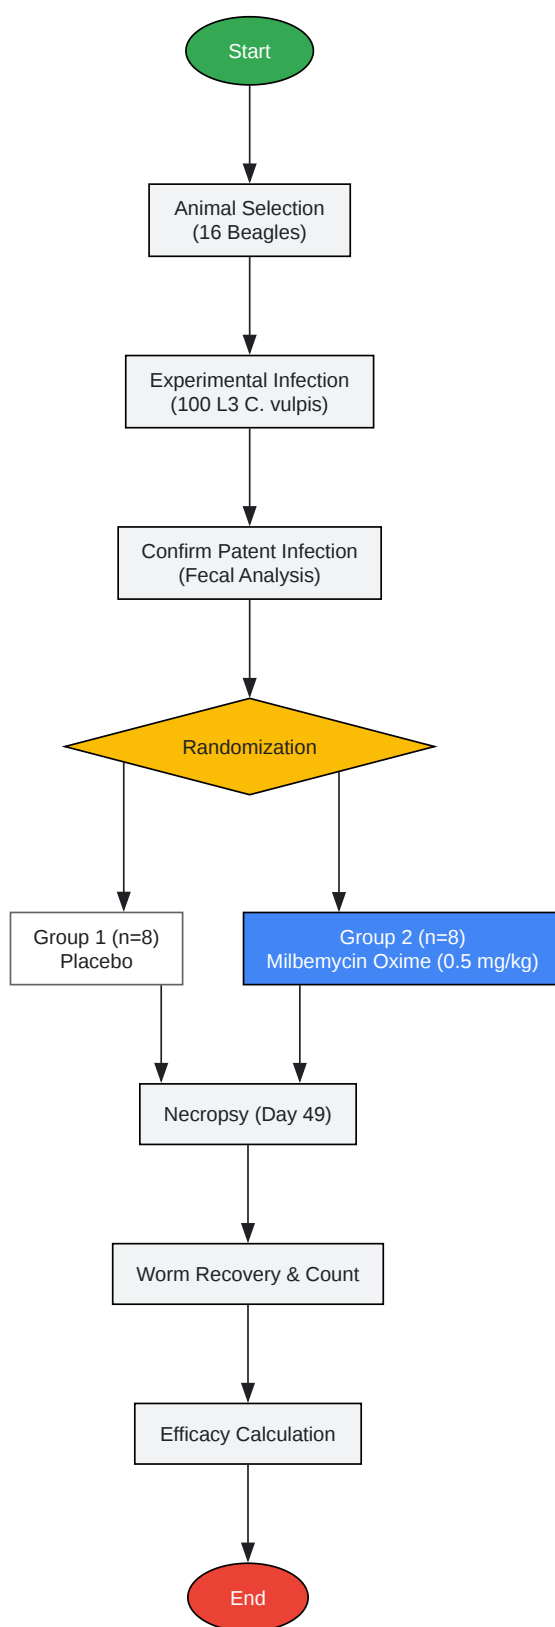 Start
Animal Selection
(16 Beagles)
Experimental Infection
(100 L3 C. vulpis)
Confirm Patent Infection
(Fecal Analysis)
Randomization
Group 1 (n=8)
Placebo
Group 2 (n=8)
Milbemycin Oxime (0.5 mg/kg)
Necropsy (Day 49)
Worm Recovery & Count
Efficacy Calculation
End